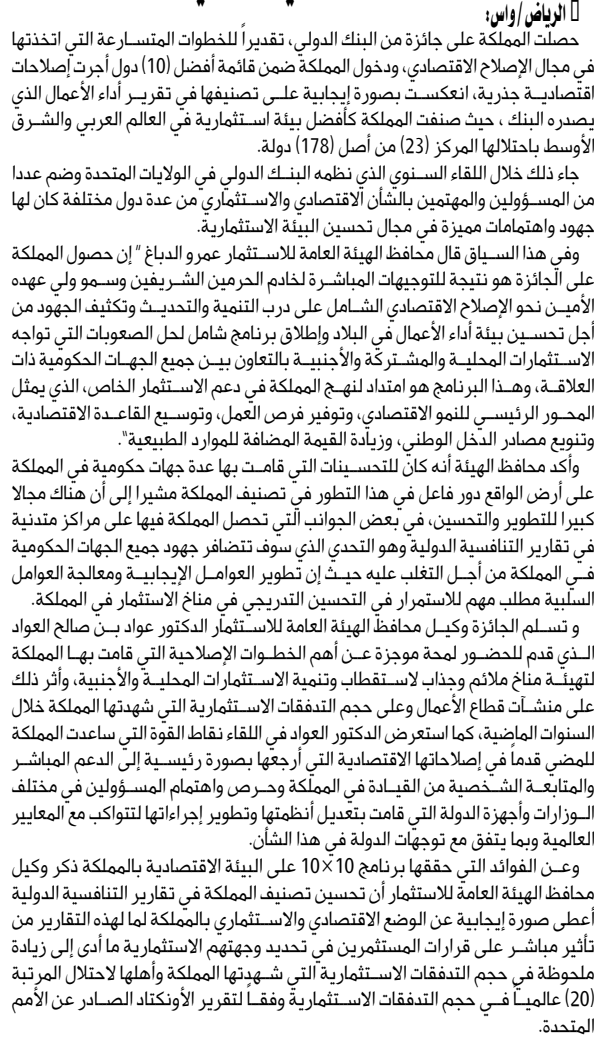 الرياض/واس:
حصلت المملكة على جائزة من البنك الدولي، تقديراً للخطوات المتسارعة التي اتخذتها
في مجال الإصلاح الاقتصادي، ودخول المملكة ضمن قائمة أفضل (10) دول أجرت إصلاحات
اقتصادية جذرية، انعكست بصورة إيجابية على تصنيفها في تقرير أداء الأعمال الذي
يصدره البنك ، حيث صنفت المملكة كأفضل بيئة استثمارية في العالم العربي والشرق
الأوسط باحتلالها المركز (23) من أصل (178) دولة.
جاء ذلك خلال اللقاء السنوي الذي نظمه البنك الدولي في الولايات المتحدة وضم عددا
من المسؤولين والمهتمين بالشأن الاقتصادي والاستثماري من عدة دول مختلفة كان لها
جهود واهتمامات مميزة في مجال تحسين البيئة الاستثمارية.
وفي هذا السياق قال محافظ الهيئة العامة للاستثمار عمرو الدباغ " إن حصول المملكة
على الجائزة هو نتيجة للتوجيهات المباشرة لخادم الحرمين الشريفين وسمو ولي عهده
الأمين نحو الإصلاح الاقتصادي الشامل على درب التنمية والتحديث وتكثيف الجهود من
أجل تحسين بيئة أداء الأعمال في البلاد وإطلاق برنامج شامل لحل الصعوبات التي تواجه
الاستثمارات المحلية والمشتركة والأجنبية بالتعاون بين جميع الجهات الحكومية ذات
العلاقة، وهذا البرنامج هو امتداد لنهج المملكة في دعم الاستثمار الخاص، الذي يمثل
المحور الرئيسي للنمو الاقتصادي، وتوفير فرص العمل، وتوسيع القاعدة الاقتصادية،
وتنويع مصادر الدخل الوطني، وزيادة القيمة المضافة للموارد الطبيعية".
وأكد محافظ الهيئة أنه كان للتحسينات التي قامت بها عدة جهات حكومية في المملكة
على أرض الواقع دور فاعل في هذا التطور في تصنيف المملكة مشيرا إلى أن هناك مجالا
كبيرا للتطوير والتحسين، في بعض الجوانب التي تحصل المملكة فيها على مراكز متدنية
في تقارير التنافسية الدولية وهو التحدي الذي سوف تتضافر جهود جميع الجهات الحكومية
في المملكة من أجل التغلب عليه حيث إن تطوير العوامل الإيجابية ومعالجة العوامل
السلبية مطلب مهم للاستمرار في التحسين التدريجي في مناخ الاستثمار في المملكة.
و تسلم الجائزة وكيل محافظ الهيئة العامة للاستثمار الدكتور عواد بن صالح العواد
الذي قدم للحضور لمحة موجزة عن أهم الخطوات الإصلاحية التي قامت بها المملكة
لتهيئة مناخ ملائم وجذاب لاستقطاب وتنمية الاستثمارات المحلية والأجنبية، وأثر ذلك
على منشآت قطاع الأعمال وعلى حجم التدفقات الاستثمارية التي شهدتها المملكة خلال
السنوات الماضية، كما استعرض الدكتور العواد في اللقاء نقاط القوة التي ساعدت المملكة
للمضي قدماً في إصلاحاتها الاقتصادية التي أرجعها بصورة رئيسية إلى الدعم المباشر
والمتابعة الشخصية من القيادة في المملكة وحرص واهتمام المسؤولين في مختلف
الوزارات وأجهزة الدولة التي قامت بتعديل أنظمتها وتطوير إجراءاتها لتتواكب مع المعايير
العالمية وبما يتفق مع توجهات الدولة في هذا الشأن.
وعن الفوائد التي حققها برنامج 10×10 على البيئة الاقتصادية بالمملكة ذكر وكيل
محافظ الهيئة العامة للاستثمار أن تحسين تصنيف المملكة في تقارير التنافسية الدولية
أعطى صورة إيجابية عن الوضع الاقتصادي والاستثماري بالمملكة لما لهذه التقارير من
تأثير مباشر على قرارات المستثمرين في تحديد وجهتهم الاستثمارية ما أدى إلى زيادة
ملحوظة في حجم التدفقات الاستثمارية التي شهدتها المملكة وأهلها لاحتلال المرتبة
(20) عالمياً في حجم التدفقات الاستثمارية وفقاً لتقرير الأونكتاد الصادر عن الأمم
المتحدة.